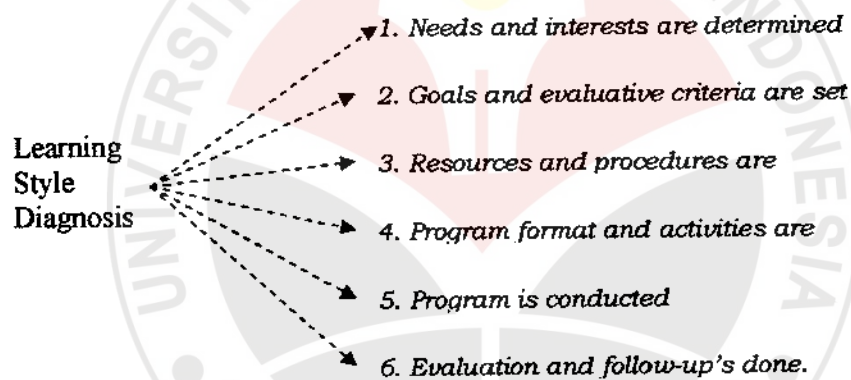 1. Needs and interests are determined
2. Goals and evaluative criteria are set
Learning
Style
Diagnosis
3. Resources and procedures are
4. Program format and activities are
5. Program is conducted
6. Evaluation and follow-up's done.